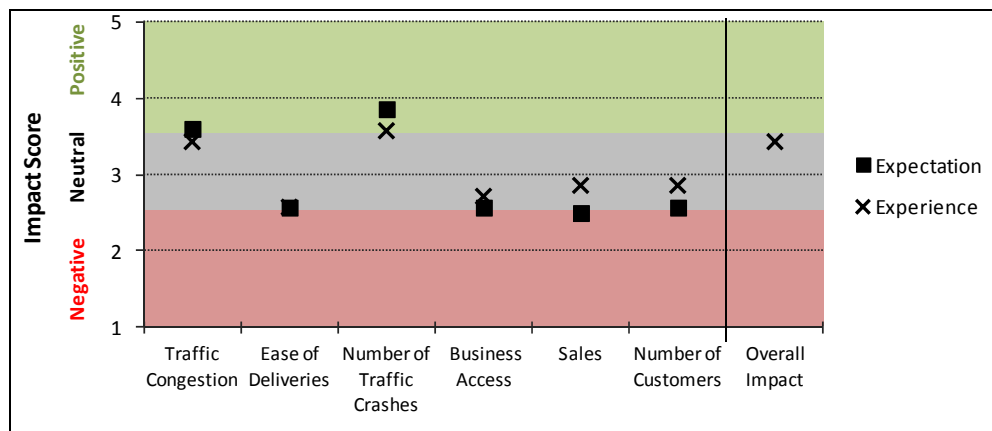 5
4
3
2
1
Impact Score
Positive
Neutral
Negative
Traffic
Congestion
Ease of
Deliveries
Number of
Traffic
Crashes
Business
Access
Sales
Number of
Customers
Overall
Impact
Expectation
Experience